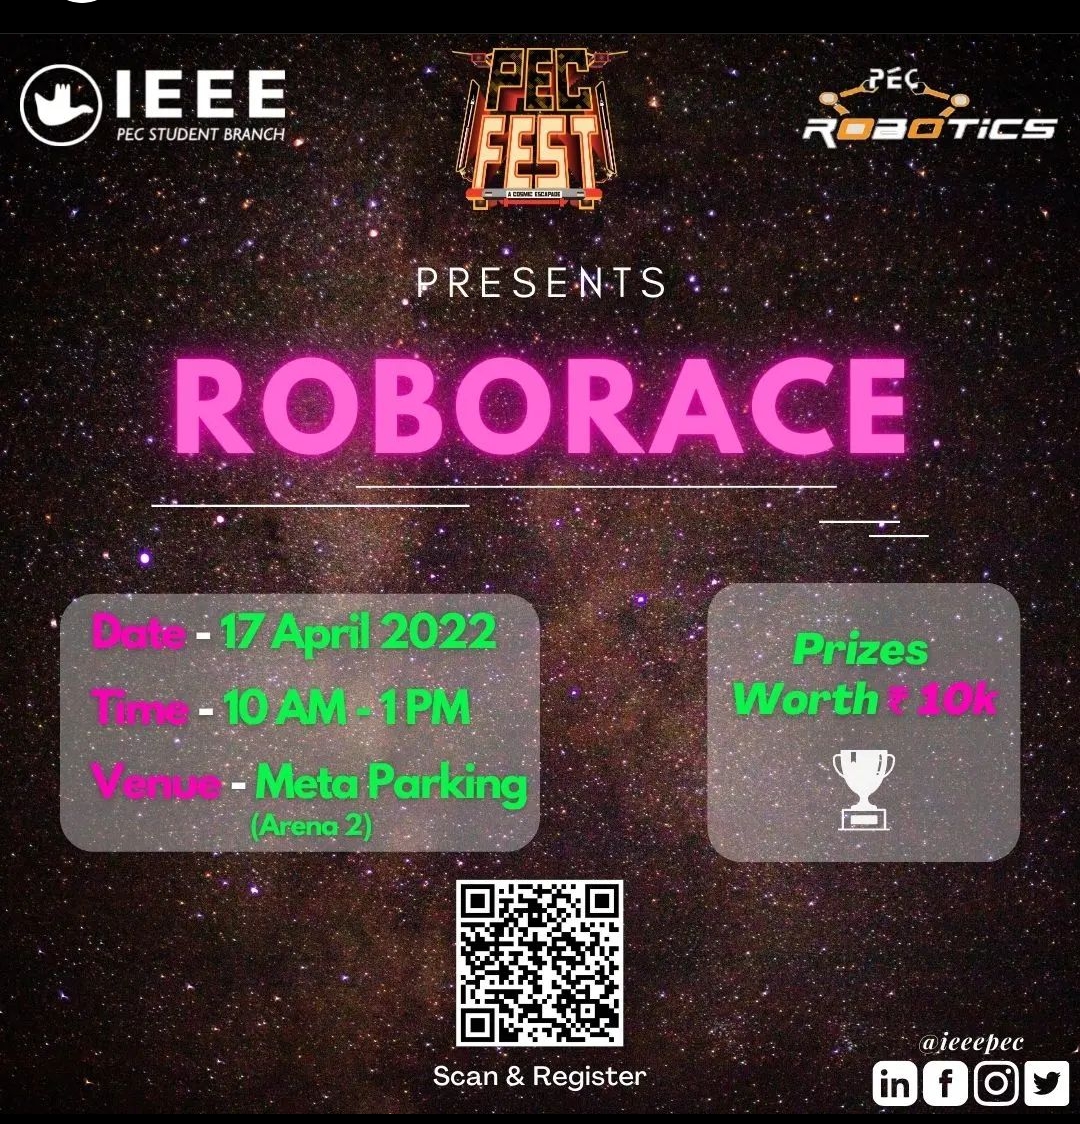 IEEE
PEC STUDENT BRANCH
PEC
FEST
A COSMIC ESCAPADE
PEC
ROBOTICS
PRESENTS
ROBORACE
Date - 17 April 2022
Time - 10 AM - 1 PM
Venue - Meta Parking
(Arena 2)
Prizes
Worth ₹ 10k
Scan & Register
@ieeepec
in f